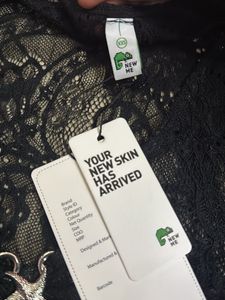 XXS
NEW
ME
YOUR
NEW SKIN
HAS
ARRIVED
NEW
ME
Brand
Style ID
Category
Colour
Net Quantity
Size
MRP
Designed & Mar
Manufactured &
Barcode